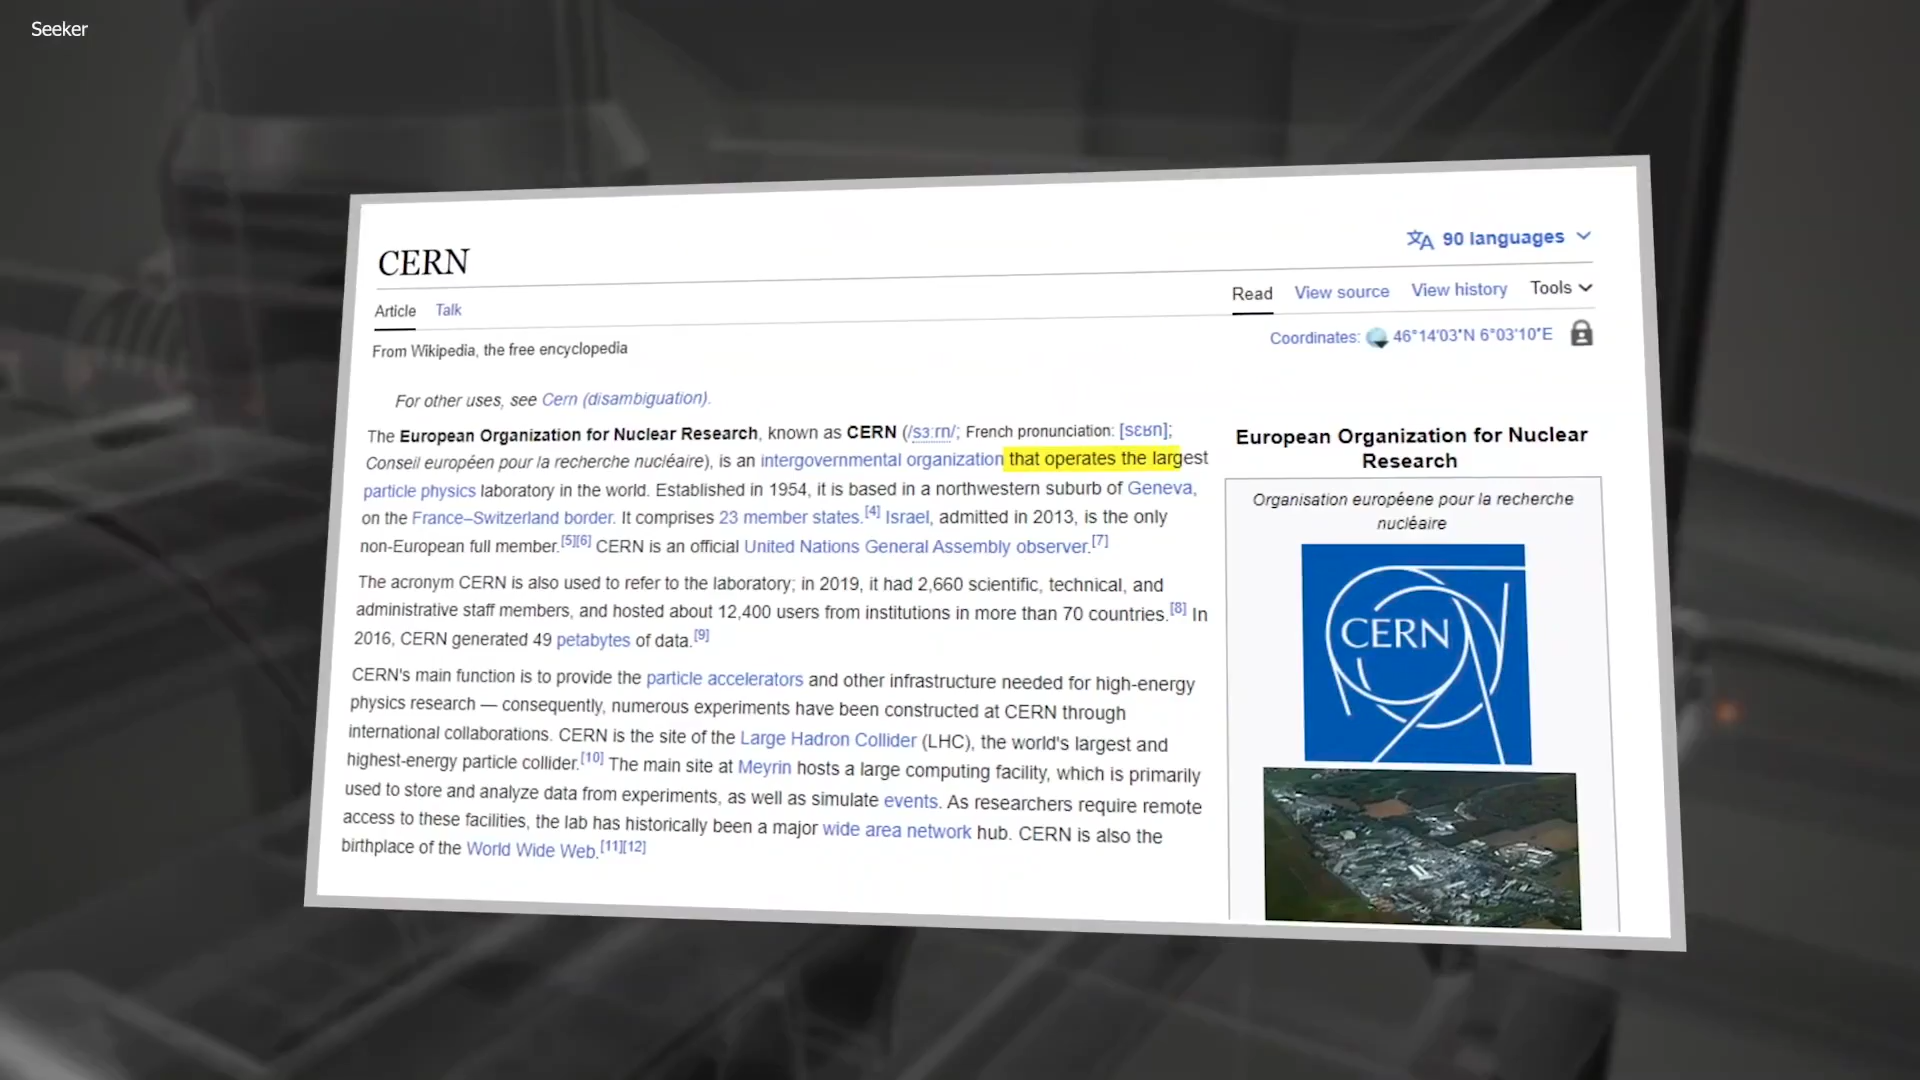 Seeker
CERN
90 languages
Article Talk
Read View source View history Tools
From Wikipedia, the free encyclopedia
Coordinates: 46°14′03″N 6°03′10″E
For other uses, see Cern (disambiguation).
The European Organization for Nuclear Research, known as CERN (/sɜːrn/; French pronunciation: [sɛʁn];
Conseil européen pour la recherche nucléaire), is an intergovernmental organization that operates the largest
particle physics laboratory in the world. Established in 1954, it is based in a northwestern suburb of Geneva,
on the France–Switzerland border. It comprises 23 member states.[4] Israel, admitted in 2013, is the only
non-European full member.[5][6] CERN is an official United Nations General Assembly observer.[7]
The acronym CERN is also used to refer to the laboratory; in 2019, it had 2,660 scientific, technical, and
administrative staff members, and hosted about 12,400 users from institutions in more than 70 countries.[8] In
2016, CERN generated 49 petabytes of data.[9]
CERN's main function is to provide the particle accelerators and other infrastructure needed for high-energy
physics research — consequently, numerous experiments have been constructed at CERN through
international collaborations. CERN is the site of the Large Hadron Collider (LHC), the world's largest and
highest-energy particle collider.[10] The main site at Meyrin hosts a large computing facility, which is primarily
used to store and analyze data from experiments, as well as simulate events. As researchers require remote
access to these facilities, the lab has historically been a major wide area network hub. CERN is also the
birthplace of the World Wide Web.[11][12]
European Organization for Nuclear
Research
Organisation européene pour la recherche
nucléaire
CERN